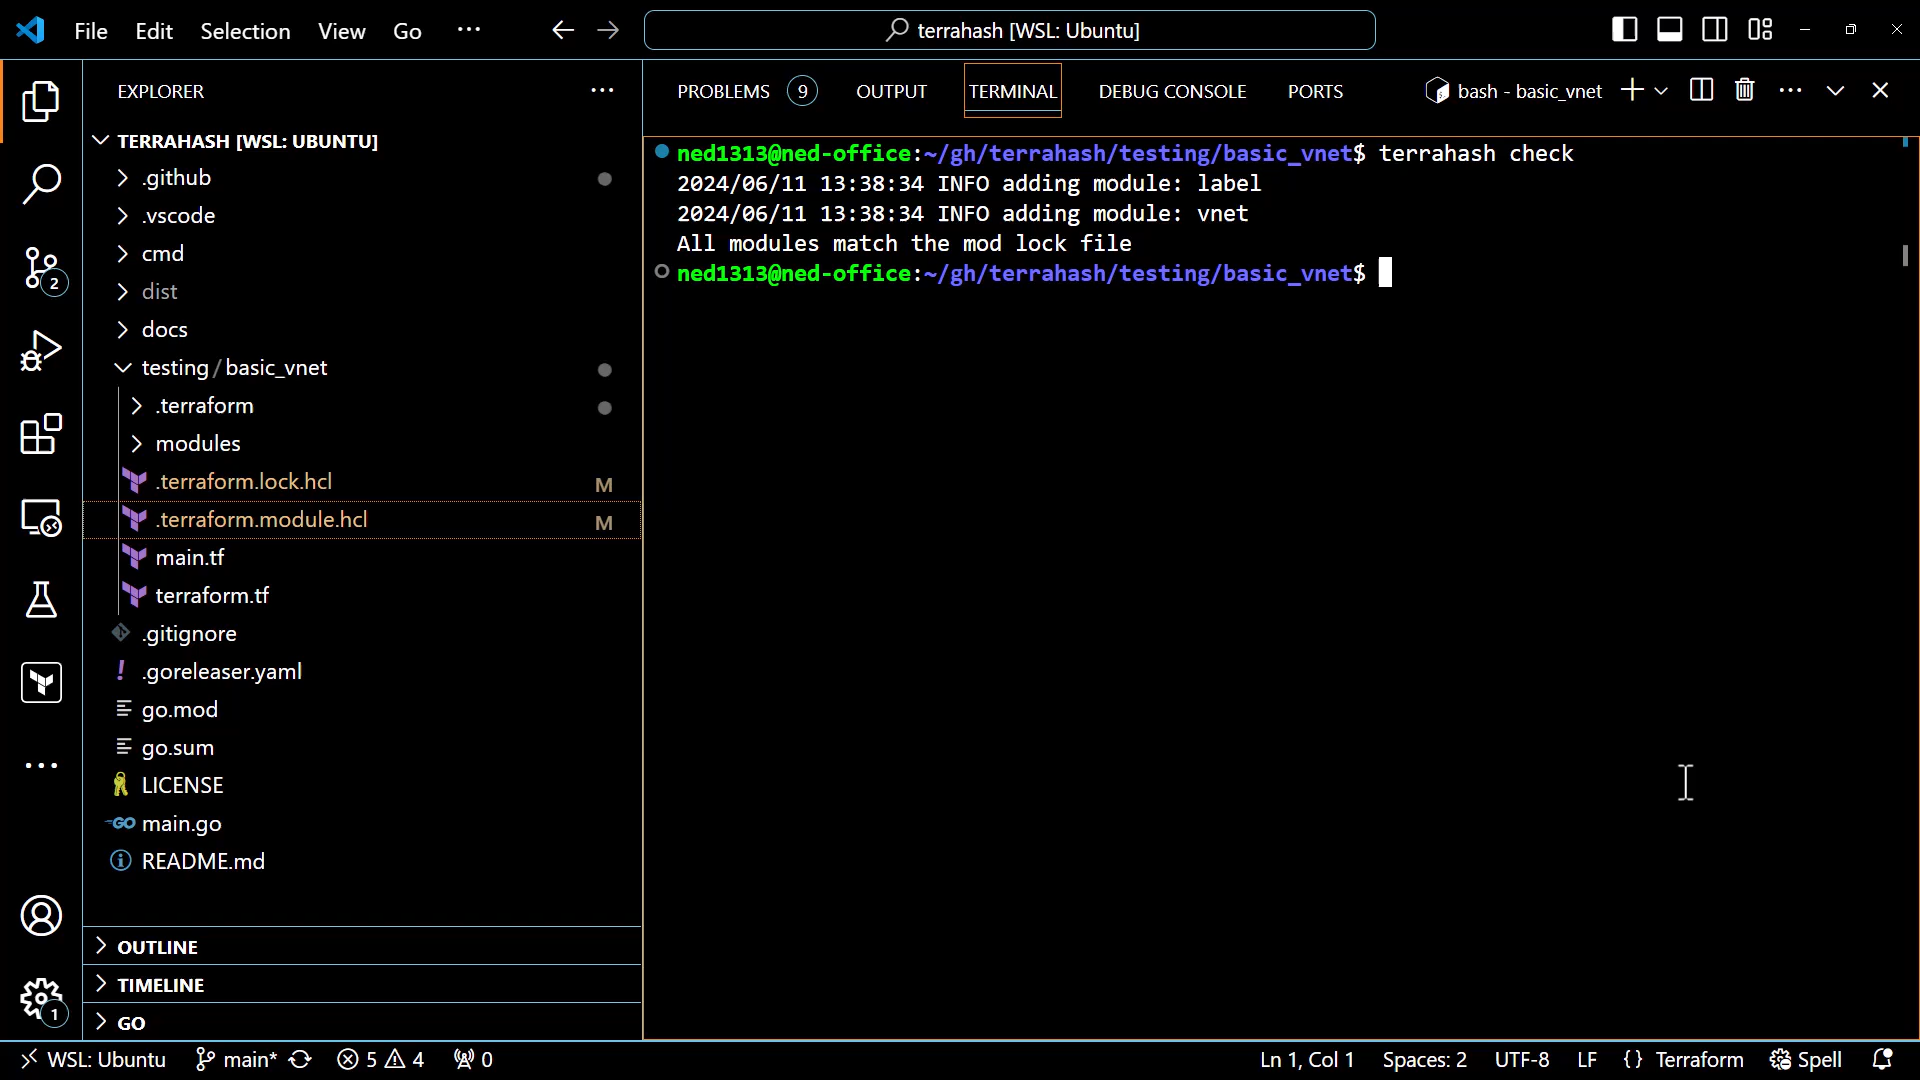 File Edit Selection View Go ··· terrahash [WSL: Ubuntu]
EXPLORER
PROBLEMS 9 OUTPUT TERMINAL DEBUG CONSOLE PORTS bash - basic_vnet
TERRAHASH [WSL: UBUNTU]
.github
.vscode
cmd
dist
docs
testing / basic_vnet
.terraform
modules
.terraform.lock.hcl M
.terraform.module.hcl M
main.tf
terraform.tf
.gitignore
! .goreleaser.yaml
go.mod
go.sum
LICENSE
GO main.go
README.md
OUTLINE
TIMELINE
GO
2
1
ned1313@ned-office:~/gh/terrahash/testing/basic_vnet$ terrahash check
2024/06/11 13:38:34 INFO adding module: label
2024/06/11 13:38:34 INFO adding module: vnet
All modules match the mod lock file
ned1313@ned-office:~/gh/terrahash/testing/basic_vnet$
WSL: Ubuntu main* 5 4 0 Ln 1, Col 1 Spaces: 2 UTF-8 LF {} Terraform Spell